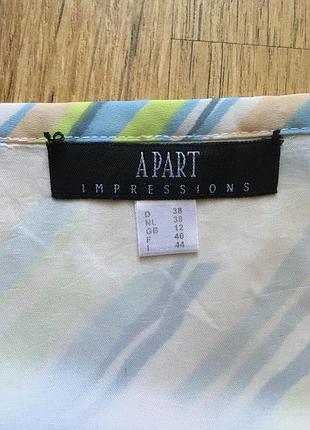 APART
IMPRESSIONS
D 38
NL 38
GB 12
F 40
I 44